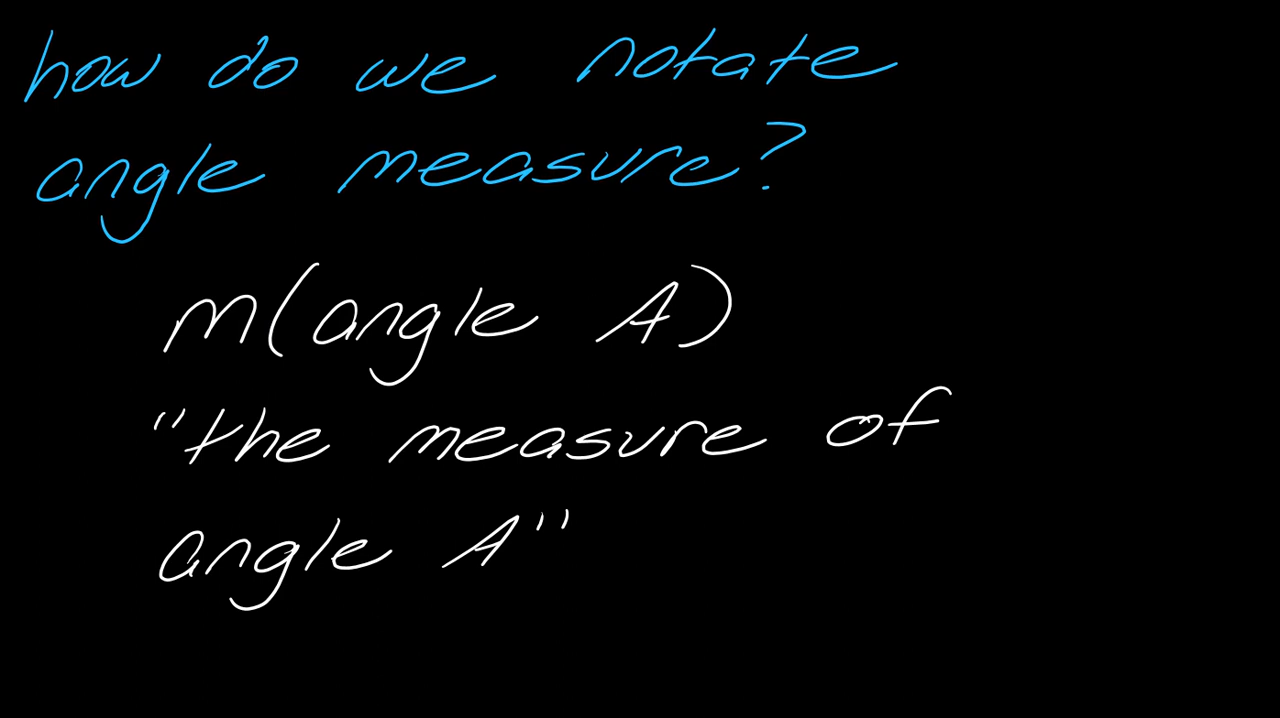 how do we notate
angle measure?
m(angle A)
"the measure of
angle A"